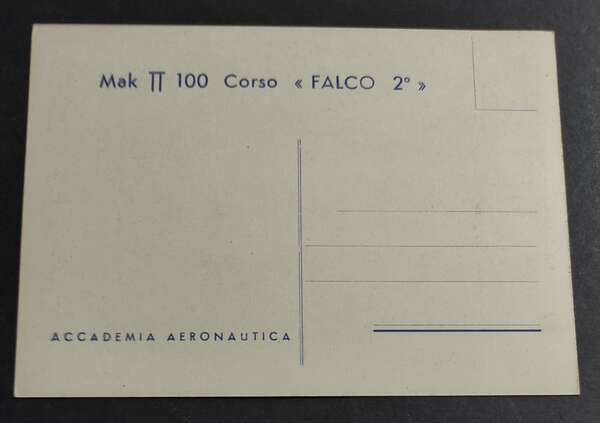 Mak π 100 Corso « FALCO 2° »
ACCADEMIA AERONAUTICA